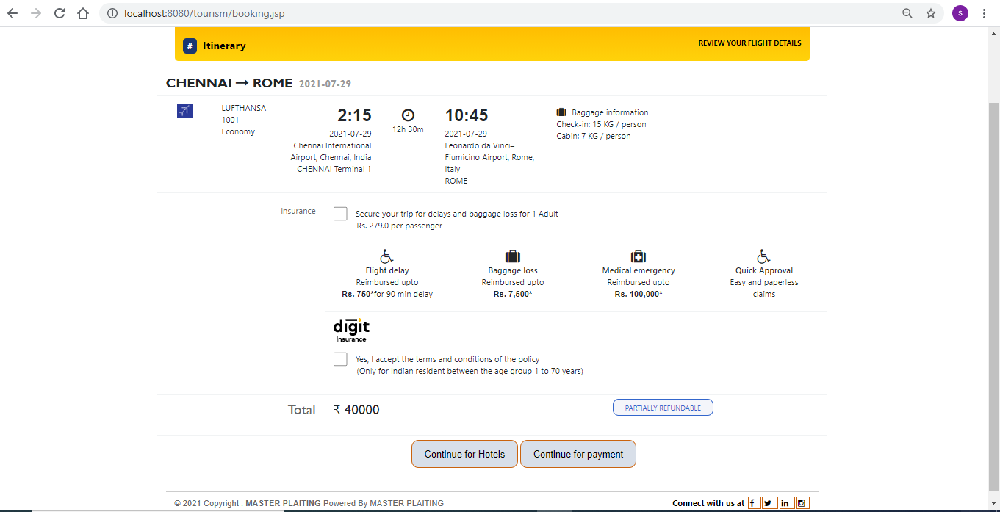 localhost:8080/tourism/booking.jsp
S
# Itinerary
REVIEW YOUR FLIGHT DETAILS
CHENNAI → ROME 2021-07-29
LUFTHANSA
1001
Economy
2:15
2021-07-29
Chennai International
Airport, Chennai, India
CHENNAI Terminal 1
12h 30m
10:45
2021-07-29
Leonardo da Vinci–
Fiumicino Airport, Rome,
Italy
ROME
Baggage information
Check-in: 15 KG / person
Cabin: 7 KG / person
Insurance
Secure your trip for delays and baggage loss for 1 Adult
Rs. 279.0 per passenger
Flight delay
Reimbursed upto
Rs. 750*for 90 min delay
Baggage loss
Reimbursed upto
Rs. 7,500*
Medical emergency
Reimbursed upto
Rs. 100,000*
Quick Approval
Easy and paperless
claims
digit
Insurance
Yes, I accept the terms and conditions of the policy
(Only for Indian resident between the age group 1 to 70 years)
Total ₹ 40000
PARTIALLY REFUNDABLE
Continue for Hotels
Continue for payment
© 2021 Copyright : MASTER PLAITING Powered By MASTER PLAITING
Connect with us at